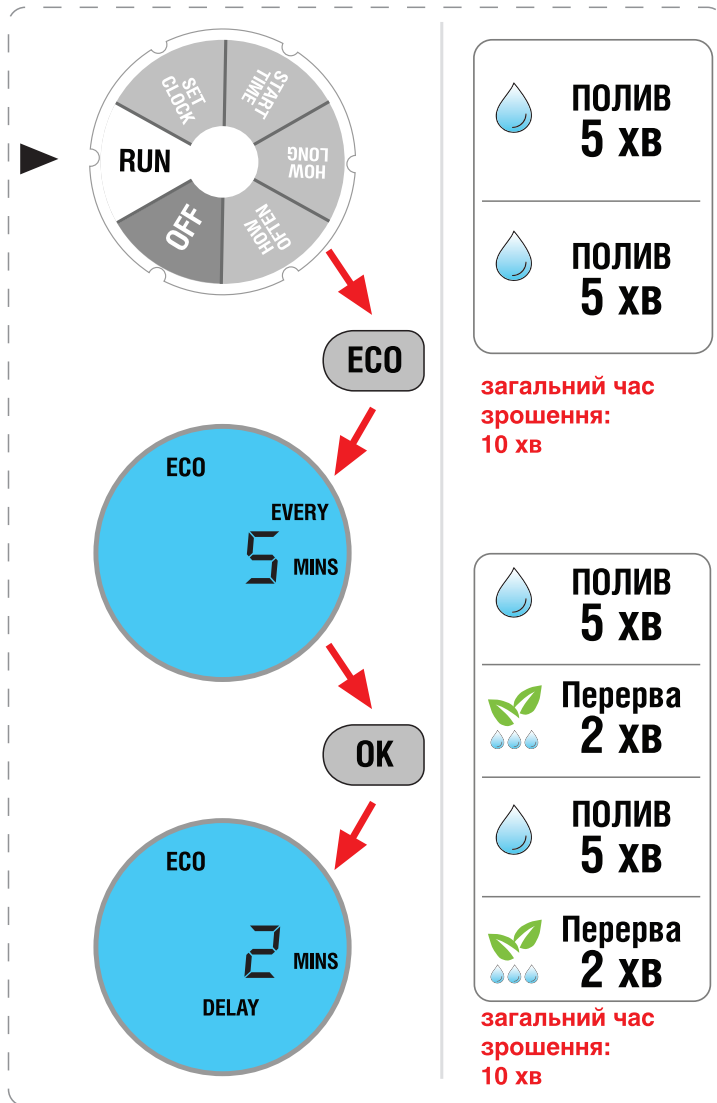 SET
CLOCK
START
TIME
RUN
HOW
LONG
OFF
HOW
OFTEN
ECO
ECO
EVERY
5 MINS
OK
ECO
2 MINS
DELAY
ПОЛИВ
5 ХВ
ПОЛИВ
5 ХВ
загальний час
зрошення:
10 хв
ПОЛИВ
5 ХВ
Перерва
2 ХВ
ПОЛИВ
5 ХВ
Перерва
2 ХВ
загальний час
зрошення:
10 хв